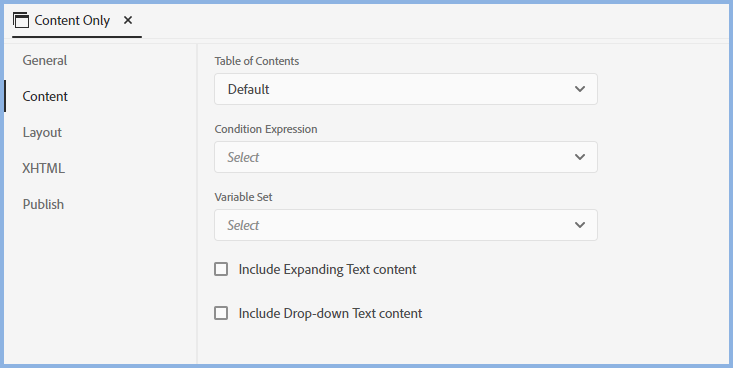 Content Only
General
Content
Layout
XHTML
Publish
Table of Contents
Default
Condition Expression
Select
Variable Set
Select
Include Expanding Text content
Include Drop-down Text content